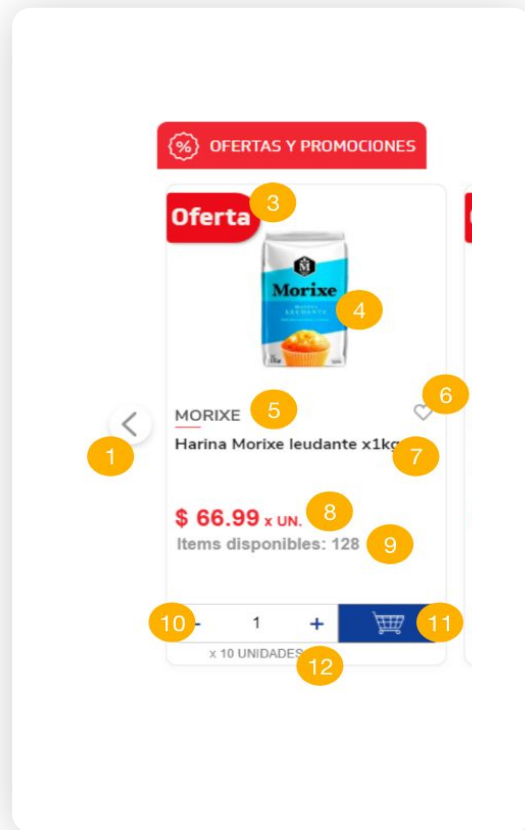 % OFERTAS Y PROMOCIONES
Oferta
3
M
Morixe
LEUDANTE
4
MORIXE
5
6
1
Harina Morixe leudante x1kg
7
$ 66.99 x UN.
8
Items disponibles: 128
9
10
- 1 +
11
x 10 UNIDADES
12